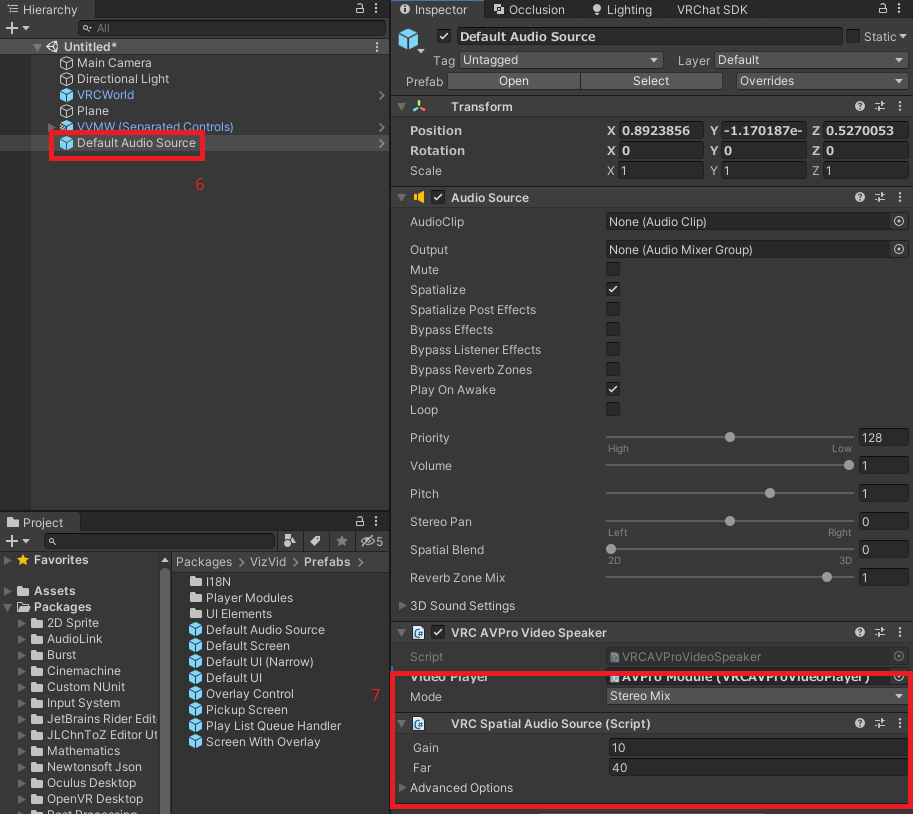 Hierarchy
All
Untitled*
Main Camera
Directional Light
VRCWorld
Plane
VVMW (Separated Controls)
Default Audio Source
6
Inspector
Occlusion
Lighting
VRChat SDK
Default Audio Source
Static
Tag Untagged Layer Default
Prefab Open Select Overrides
Transform
Position X 0.8923856 Y -1.170187e- Z 0.5270053
Rotation X 0 Y 0 Z 0
Scale X 1 Y 1 Z 1
Audio Source
AudioClip None (Audio Clip)
Output None (Audio Mixer Group)
Mute
Spatialize
Spatialize Post Effects
Bypass Effects
Bypass Listener Effects
Bypass Reverb Zones
Play On Awake
Loop
Priority 128
High Low
Volume 1
Pitch 1
Stereo Pan 0
Left Right
Spatial Blend 0
2D 3D
Reverb Zone Mix 1
3D Sound Settings
VRC AVPro Video Speaker
Script VRCAVProVideoSpeaker
Video Player AVPro Module (VRCAVProVideoPlayer)
Mode Stereo Mix
7
VRC Spatial Audio Source (Script)
Gain 10
Far 40
Advanced Options
Project
5
Favorites
Assets
Packages
2D Sprite
AudioLink
Burst
Cinemachine
Custom NUnit
Input System
JetBrains Rider Edit
JLChnToZ Editor Ut
Mathematics
Newtonsoft Json
Oculus Desktop
OpenVR Desktop
Post Processing
Packages > VizVid > Prefabs >
I18N
Player Modules
UI Elements
Default Audio Source
Default Screen
Default UI (Narrow)
Default UI
Overlay Control
Pickup Screen
Play List Queue Handler
Screen With Overlay